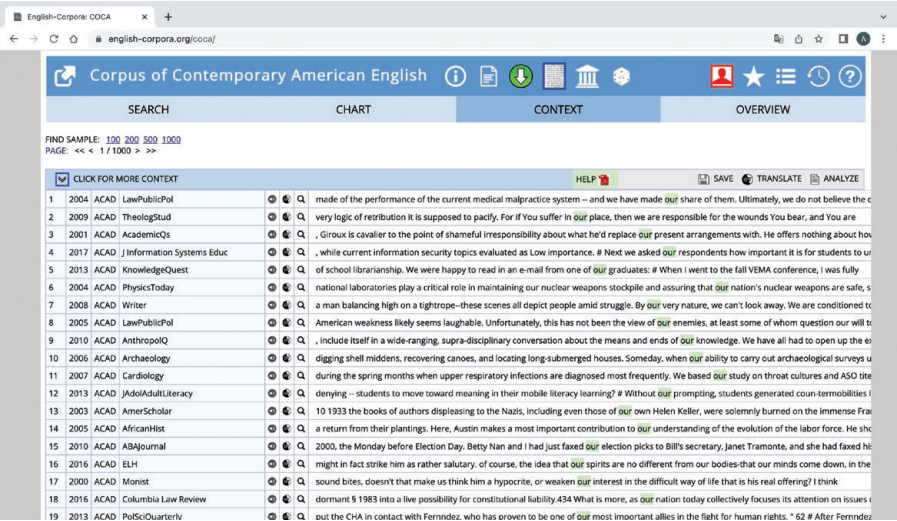 English-Corpora: COCA
english-corpora.org/coca/
A
Corpus of Contemporary American English
SEARCH CHART CONTEXT OVERVIEW
FIND SAMPLE: 100 200 500 1000
PAGE: << < 1 / 1000 > >>
CLICK FOR MORE CONTEXT HELP SAVE TRANSLATE ANALYZE
1 2004 ACAD LawPublicPol made of the performance of the current medical malpractice system -- and we have made our share of them. Ultimately, we do not believe the c
2 2009 ACAD TheologStud very logic of retribution it is supposed to pacify. For if You suffer in our place, then we are responsible for the wounds You bear, and You are
3 2001 ACAD AcademicQs , Giroux is cavalier to the point of shameful irresponsibility about what he'd replace our present arrangements with. He offers nothing about how
4 2017 ACAD J Information Systems Educ , while current information security topics evaluated as Low importance. # Next we asked our respondents how important it is for students to un
5 2013 ACAD KnowledgeQuest of school librarianship. We were happy to read in an e-mail from one of our graduates: # When I went to the fall VEMA conference, I was fully
6 2004 ACAD PhysicsToday national laboratories play a critical role in maintaining our nuclear weapons stockpile and assuring that our nation's nuclear weapons are safe, s
7 2008 ACAD Writer a man balancing high on a tightrope--these scenes all depict people amid struggle. By our very nature, we can't look away. We are conditioned to
8 2005 ACAD LawPublicPol American weakness likely seems laughable. Unfortunately, this has not been the view of our enemies, at least some of whom question our will to
9 2010 ACAD AnthropolQ , include itself in a wide-ranging, supra-disciplinary conversation about the means and ends of our knowledge. We have all had to open up the ex
10 2006 ACAD Archaeology digging shell middens, recovering canoes, and locating long-submerged houses. Someday, when our ability to carry out archaeological surveys u
11 2007 ACAD Cardiology during the spring months when upper respiratory infections are diagnosed most frequently. We based our study on throat cultures and ASO tite
12 2013 ACAD JAdolAdultLiteracy denying -- students to move toward meaning in their mobile literacy learning? # Without our prompting, students generated coun-termobilities l
13 2003 ACAD AmerScholar 10 1933 the books of authors displeasing to the Nazis, including even those of our own Helen Keller, were solemnly burned on the immense Fra
14 2005 ACAD AfricanHist a return from their plantings. Here, Austin makes a most important contribution to our understanding of the evolution of the labor force. He sho
15 2010 ACAD ABAJournal 2000, the Monday before Election Day. Betty Nan and I had just faxed our election picks to Bill's secretary, Janet Tramonte, and she had faxed his
16 2016 ACAD ELH might in fact strike him as rather salutary. of course, the idea that our spirits are no different from our bodies-that our minds come down, in the
17 2000 ACAD Monist sound bites, doesn't that make us think him a hypocrite, or weaken our interest in the difficult way of life that is his real offering? I think
18 2016 ACAD Columbia Law Review dormant § 1983 into a live possibility for constitutional liability.434 What is more, as our nation today collectively focuses its attention on issues o
19 2013 ACAD PolSciQuarterly put the CHA in contact with Fernndez, who has proven to be one of our most important allies in the fight for human rights. " 62 # After Fernndez